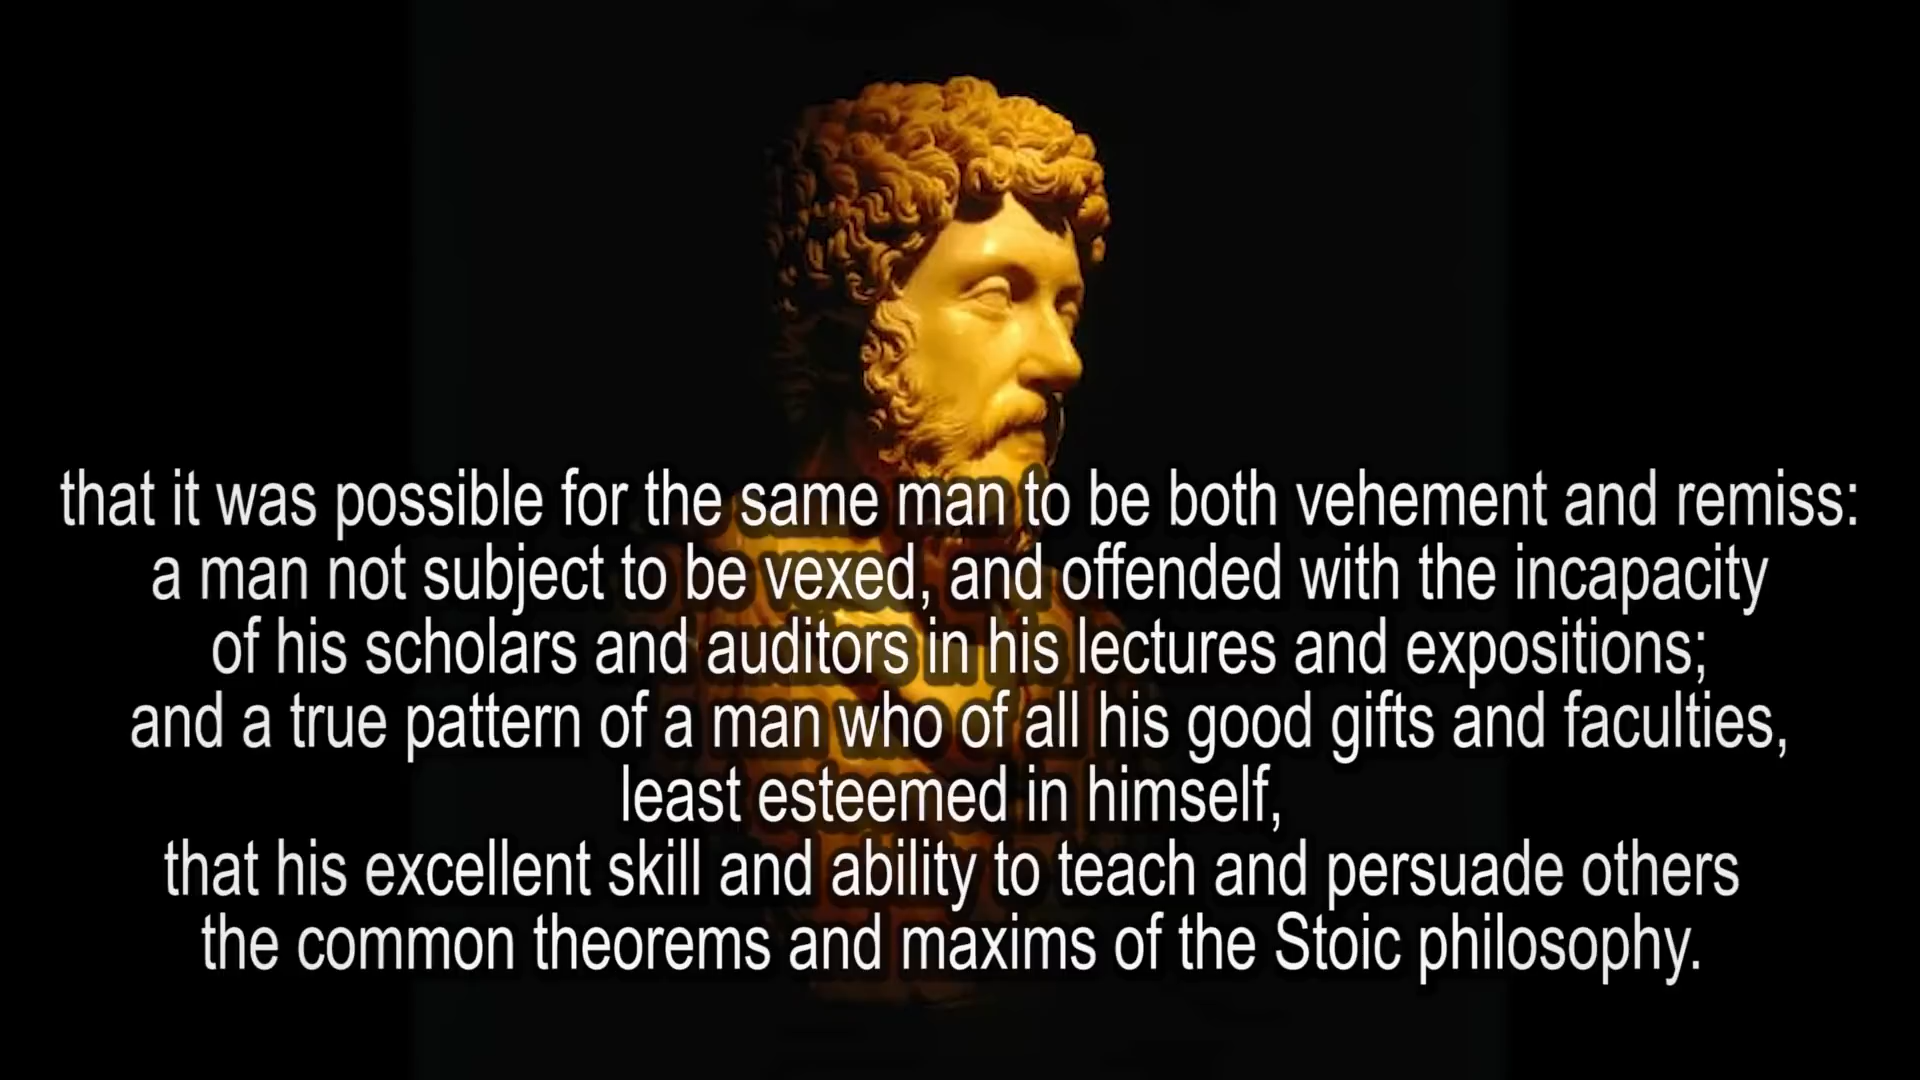 that it was possible for the same man to be both vehement and remiss:
a man not subject to be vexed, and offended with the incapacity
of his scholars and auditors in his lectures and expositions;
and a true pattern of a man who of all his good gifts and faculties,
least esteemed in himself,
that his excellent skill and ability to teach and persuade others
the common theorems and maxims of the Stoic philosophy.